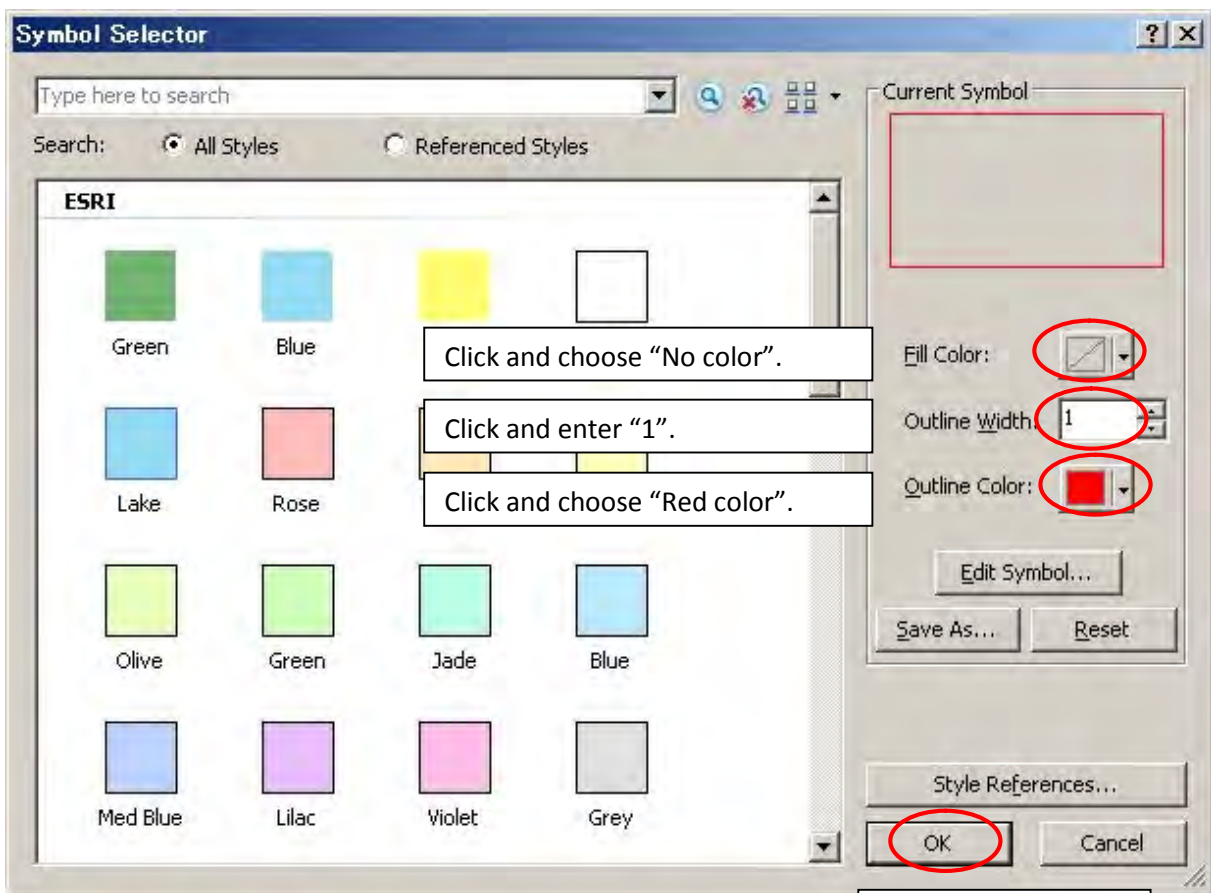 Symbol Selector
Type here to search
Search: All Styles Referenced Styles
ESRI
Green Blue
Lake Rose
Olive Green Jade Blue
Med Blue Lilac Violet Grey
Click and choose “No color”.
Click and enter “1”.
Click and choose “Red color”.
Current Symbol
Fill Color:
Outline Width: 1
Outline Color:
Edit Symbol...
Save As... Reset
Style References...
OK Cancel